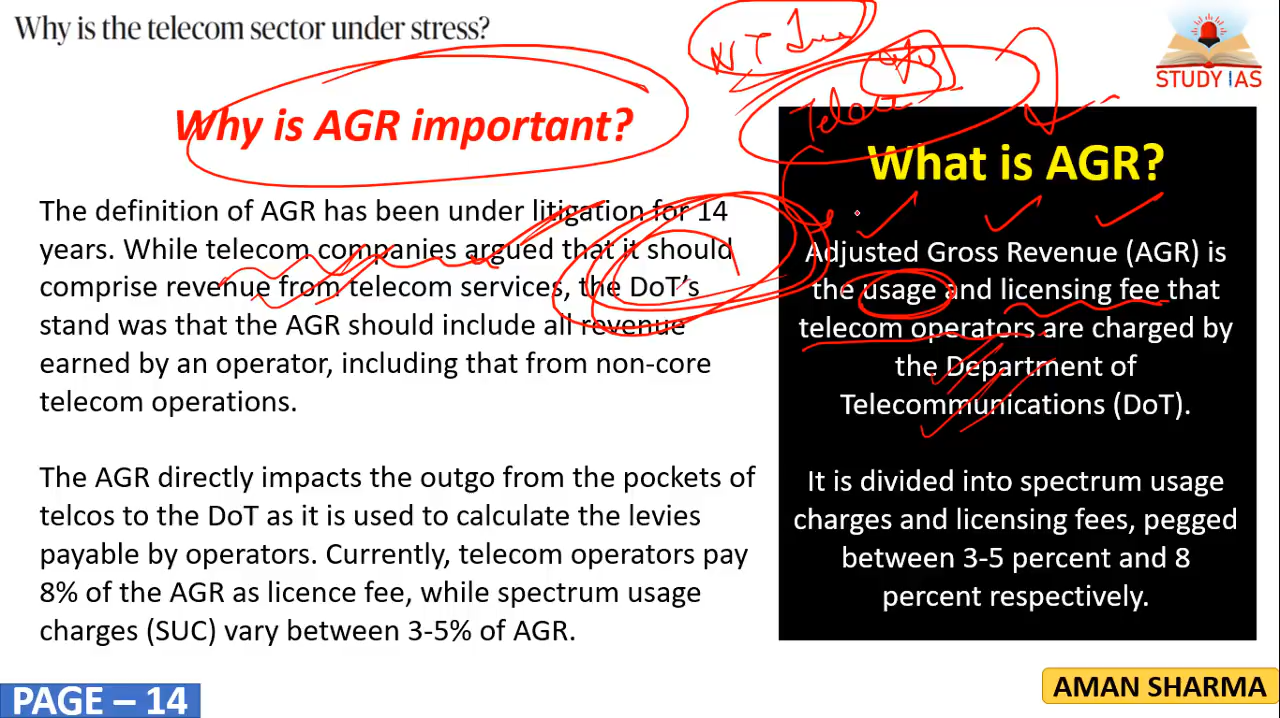 Why is the telecom sector under stress?
STUDY IAS
Why is AGR important?
The definition of AGR has been under litigation for 14
years. While telecom companies argued that it should
comprise revenue from telecom services, the DoT's
stand was that the AGR should include all revenue
earned by an operator, including that from non-core
telecom operations.
The AGR directly impacts the outgo from the pockets of
telcos to the DoT as it is used to calculate the levies
payable by operators. Currently, telecom operators pay
8% of the AGR as licence fee, while spectrum usage
charges (SUC) vary between 3-5% of AGR.
What is AGR?
Adjusted Gross Revenue (AGR) is
the usage and licensing fee that
telecom operators are charged by
the Department of
Telecommunications (DoT).
It is divided into spectrum usage
charges and licensing fees, pegged
between 3-5 percent and 8
percent respectively.
PAGE – 14
AMAN SHARMA